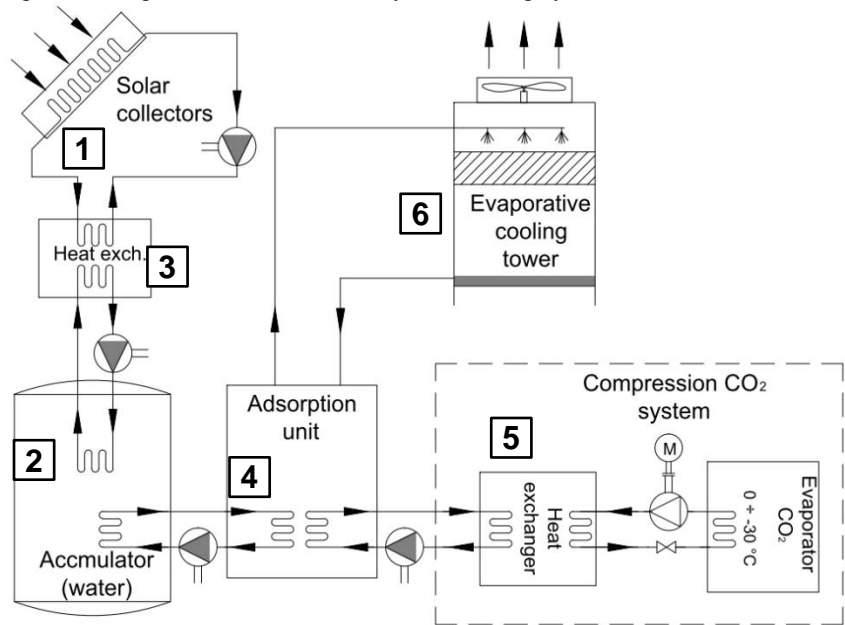 Solar
collectors
1
Heat exch.
3
2
Accmulator
(water)
Adsorption
unit
4
6
Evaporative
cooling
tower
Compression CO₂
system
5
Heat
exchanger
M
Evaporator
CO₂
0 ÷ -30 °C